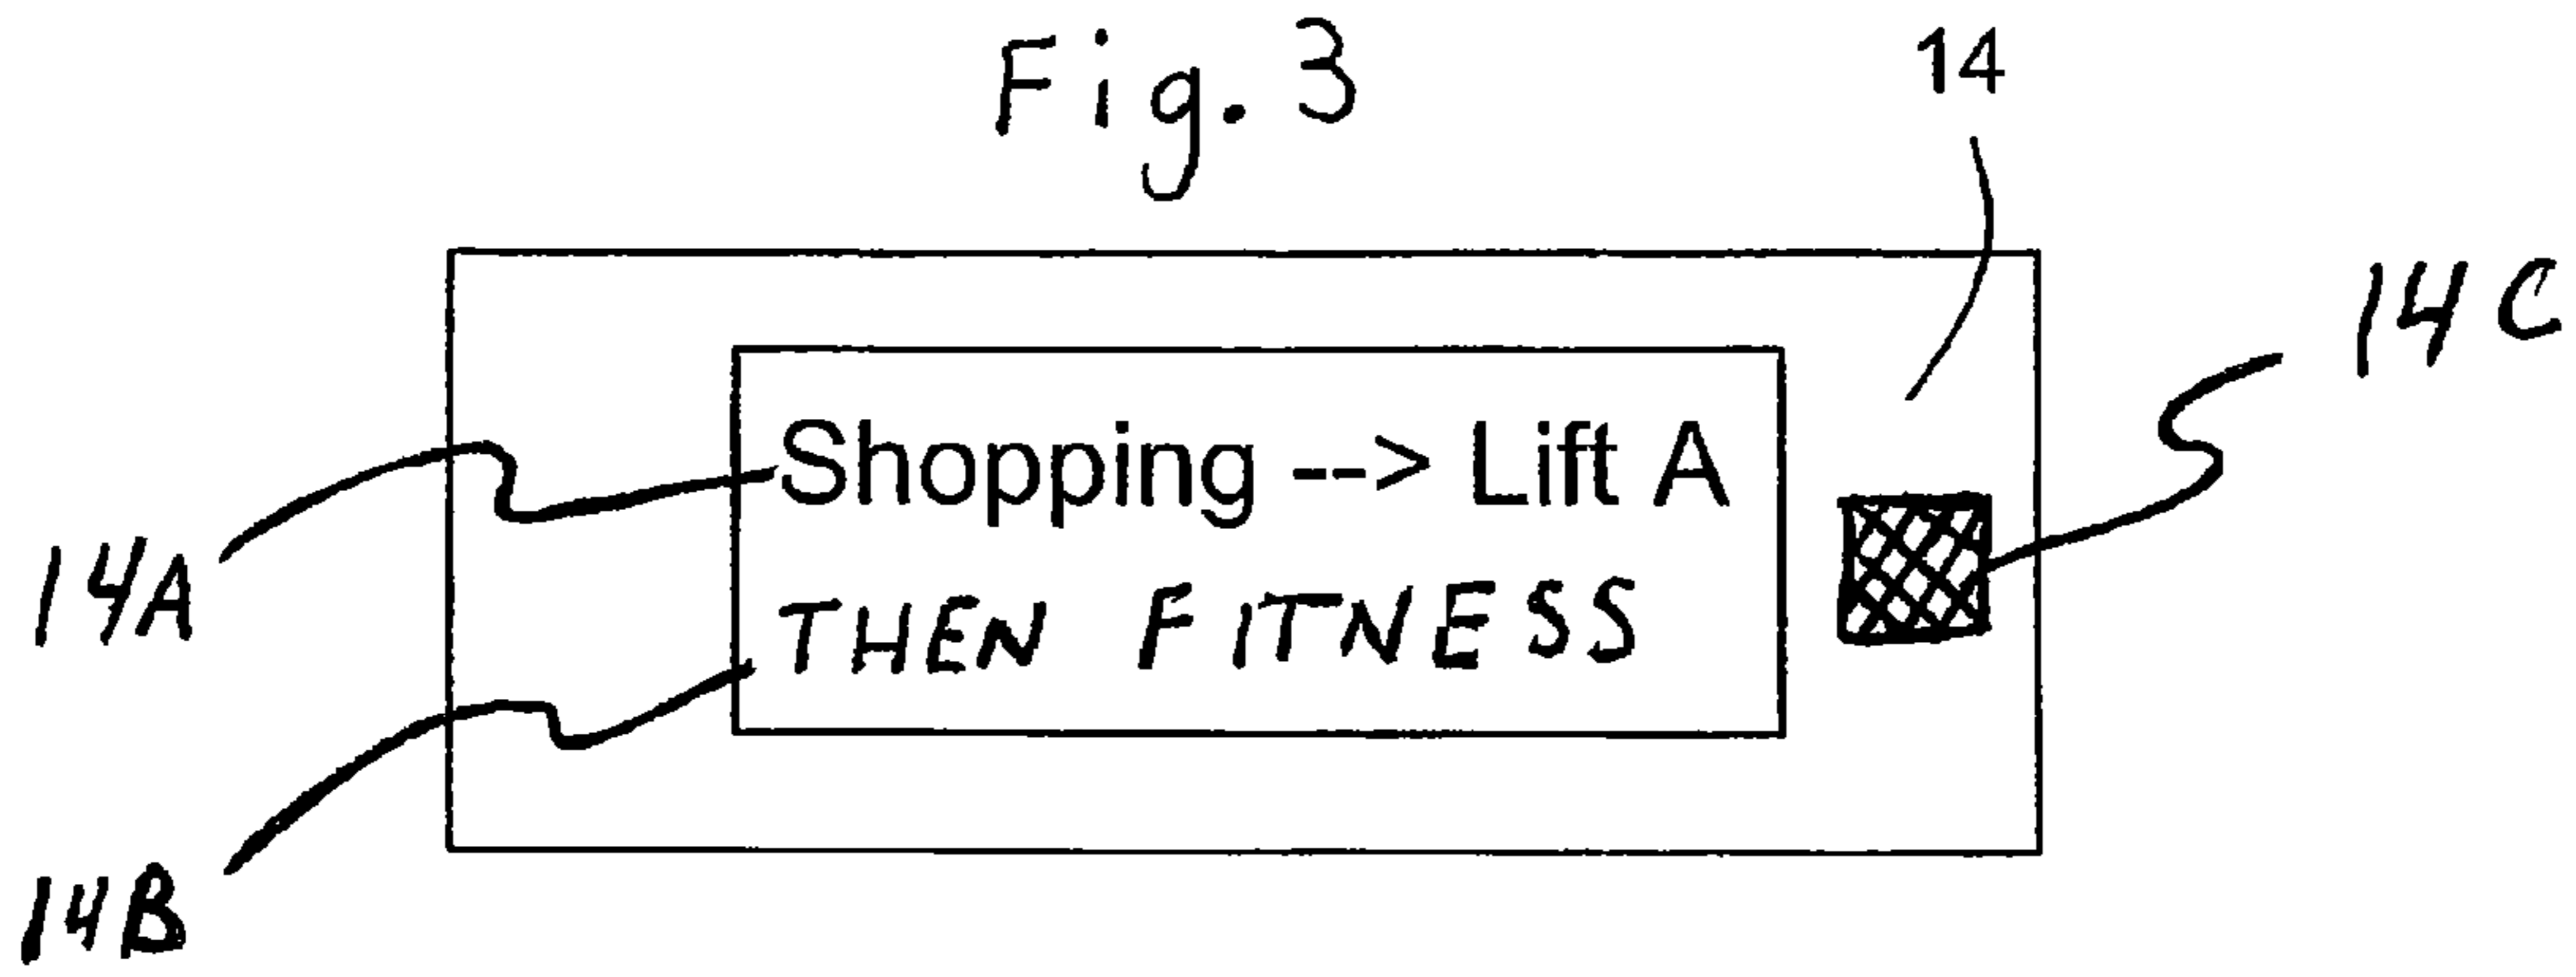 Fig. 3
14
14C
Shopping --> Lift A
14A
THEN FITNESS
14B